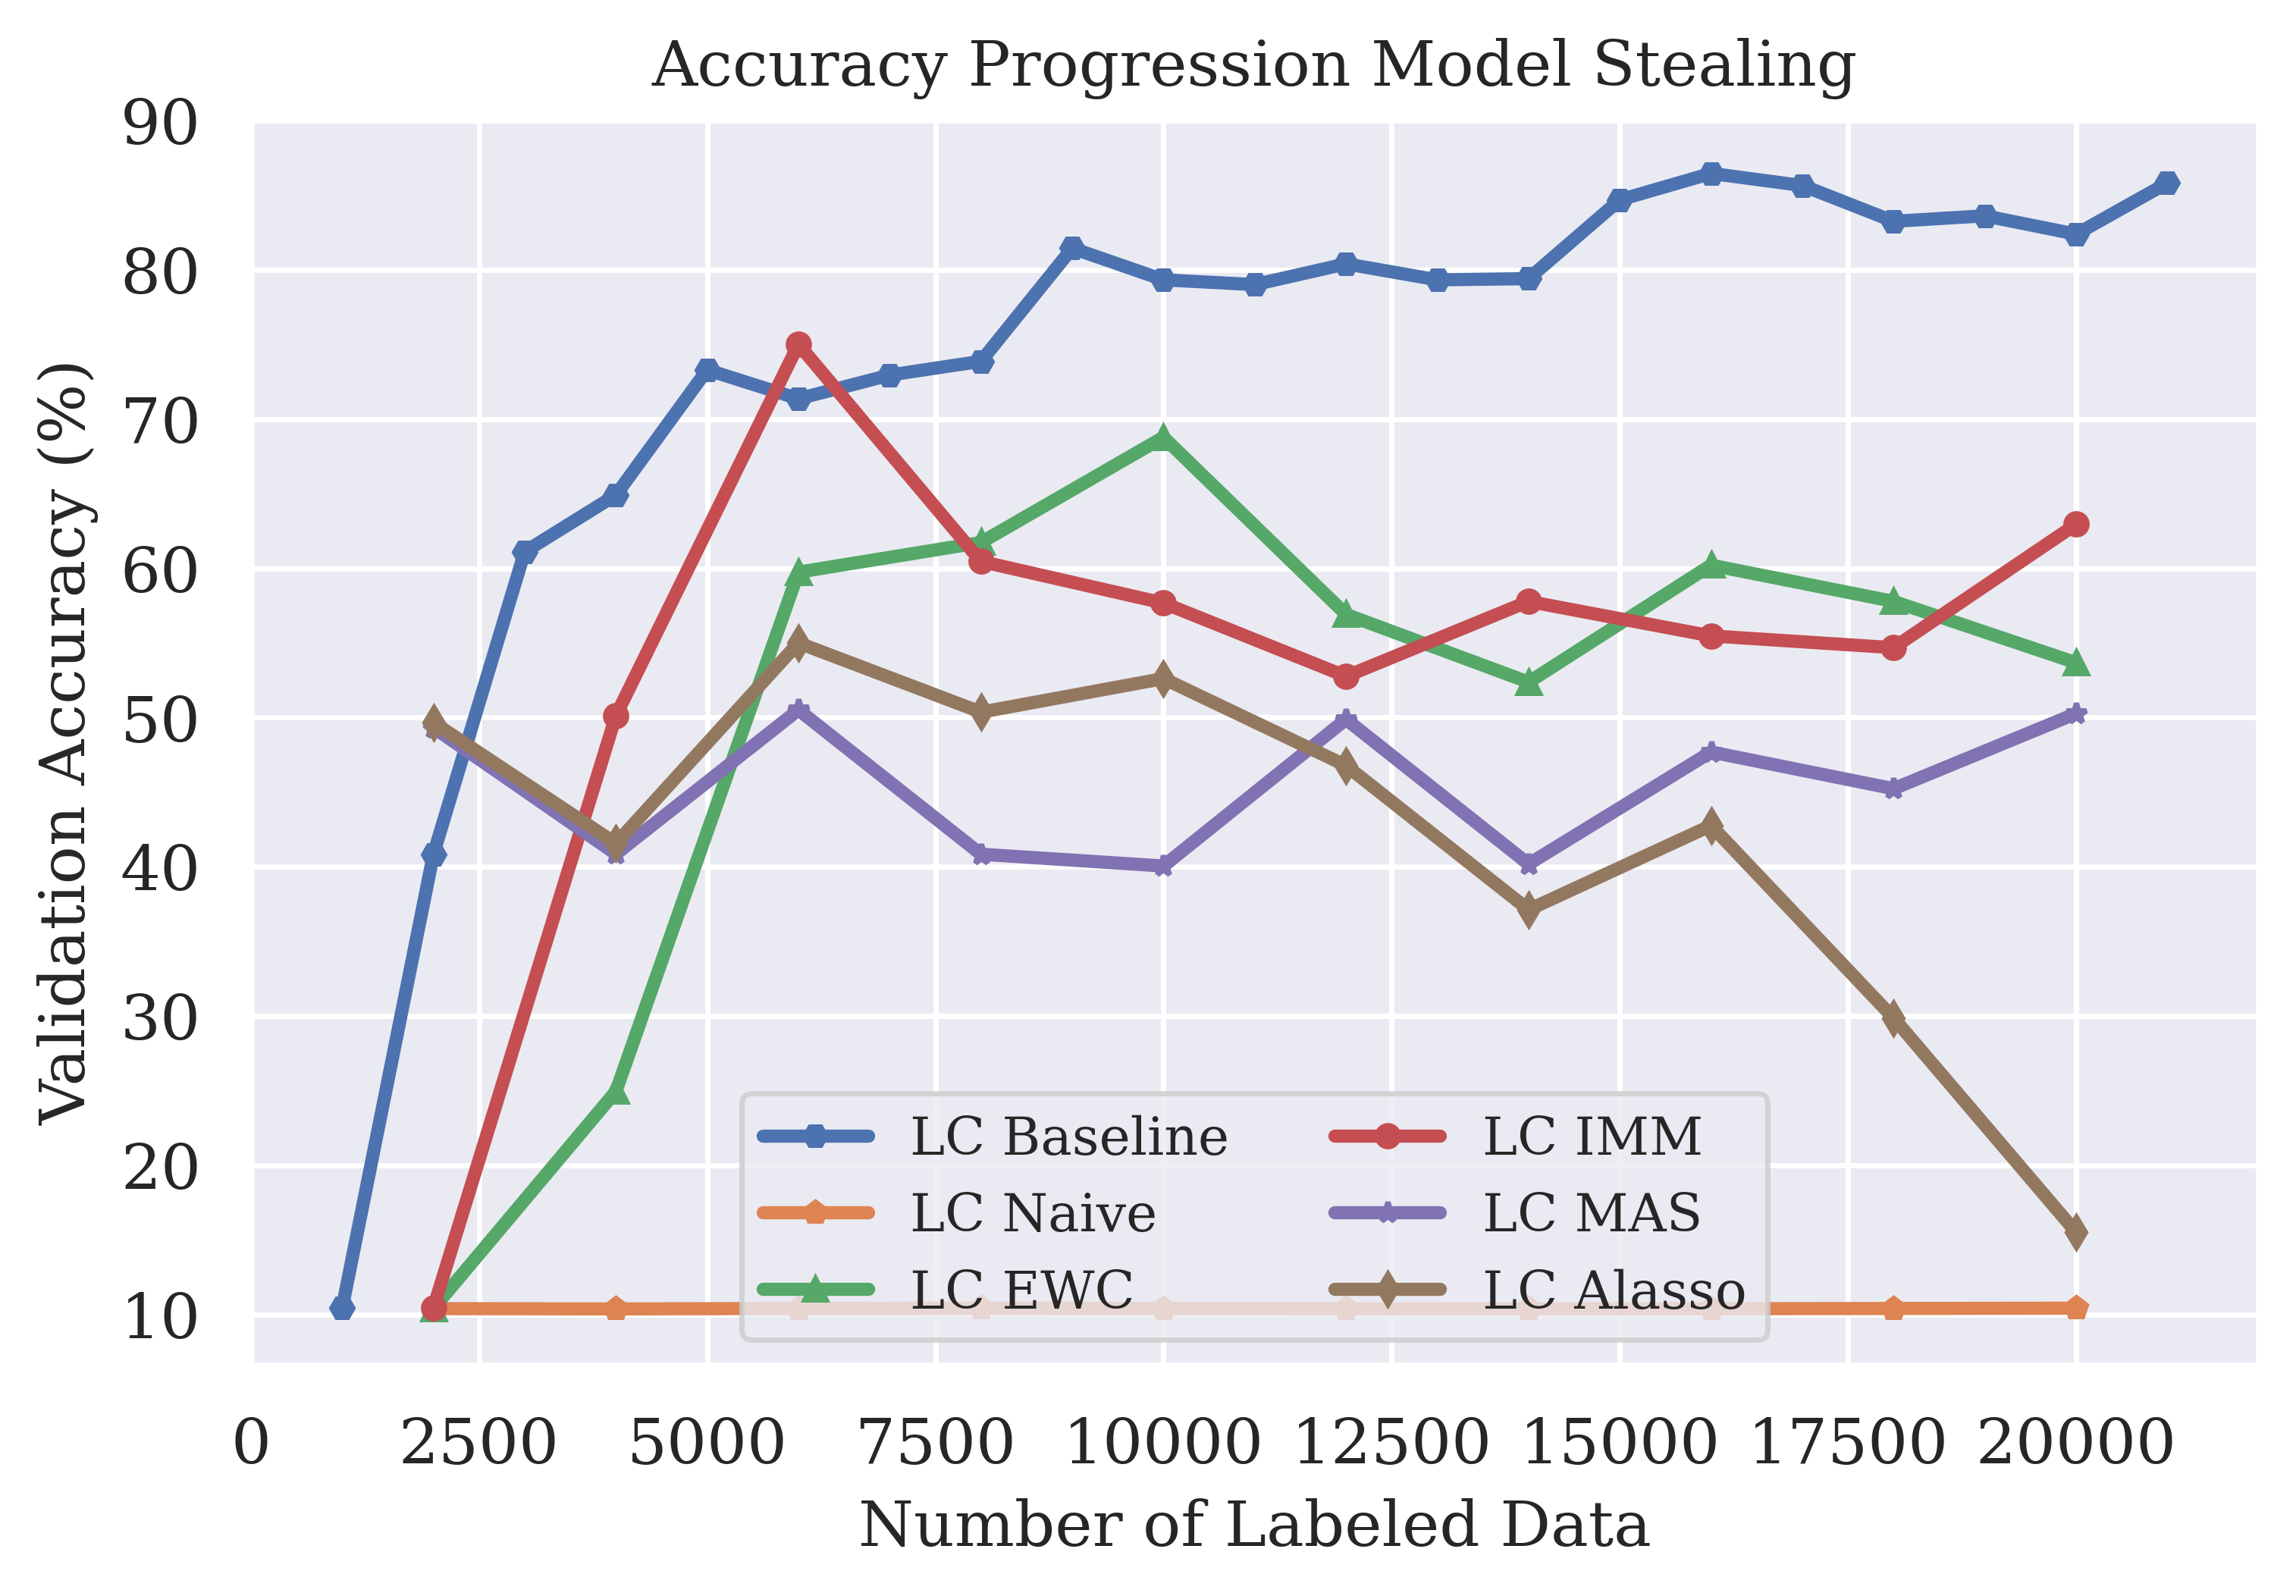 Accuracy Progression Model Stealing
Validation Accuracy (%)
90
80
70
60
50
40
30
20
10
LC Baseline
LC Naive
LC EWC
LC IMM
LC MAS
LC Alasso
0 2500 5000 7500 10000 12500 15000 17500 20000
Number of Labeled Data